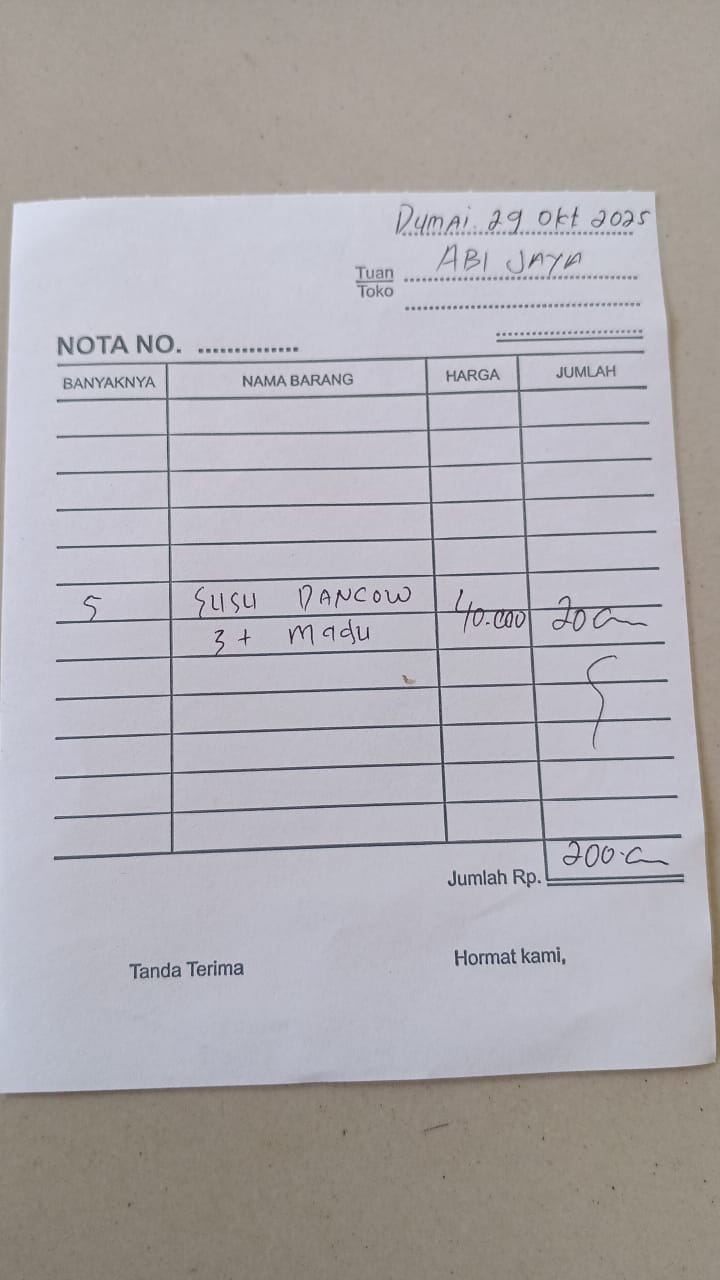 Dumai. 29 Okt 2025
Tuan ABI JAYA
Toko
NOTA NO. ..............
BANYAKNYA NAMA BARANG HARGA JUMLAH
5 SUSU DANCOW 40.000
3+ Madu
Jumlah Rp. 200.
Tanda Terima Hormat kami,